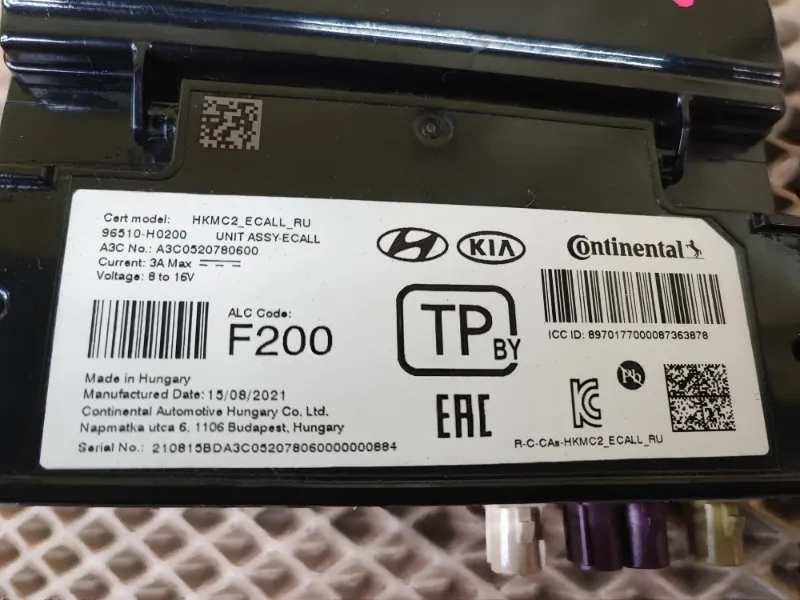 Cert model: HKMC2_ECALL_RU
96510-H0200 UNIT ASSY-ECALL
A3C No.: A3C0520780600
Current: 3A Max
Voltage: 8 to 16V
KIA
Continental
ALC Code:
F200
TP BY
ICC ID: 8970177000087363878
Made in Hungary
Manufactured Date: 15/08/2021
Continental Automotive Hungary Co. Ltd.
Napmatka utca 6, 1106 Budapest, Hungary
Serial No.: 210815BDA3C052078060000000884
EAC
Pb
R-C-CAs-HKMC2_ECALL_RU